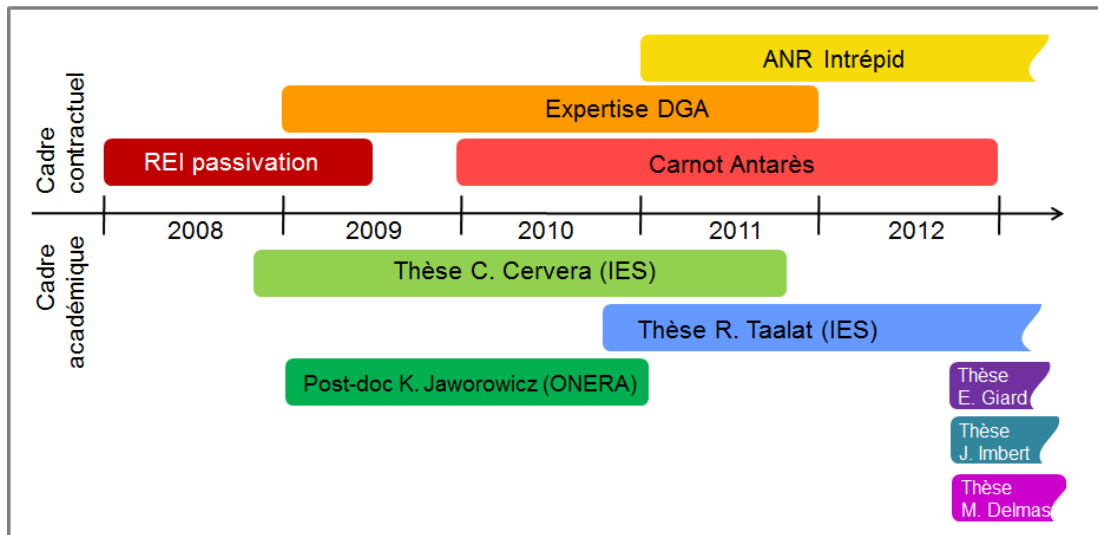 ANR Intrépid
Expertise DGA
REI passivation
Carnot Antarès
Cadre
contractuel
2008
2009
2010
2011
2012
Cadre
académique
Thèse C. Cervera (IES)
Thèse R. Taalat (IES)
Post-doc K. Jaworowicz (ONERA)
Thèse
E. Giard
Thèse
J. Imbert
Thèse
M. Delmas